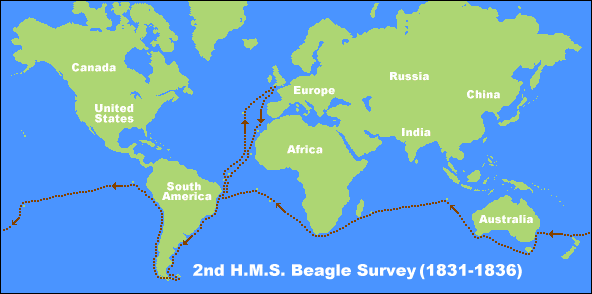 Canada
Russia
Europe
China
United
States
India
Africa
South
America
Australia
2nd H.M.S. Beagle Survey (1831-1836)